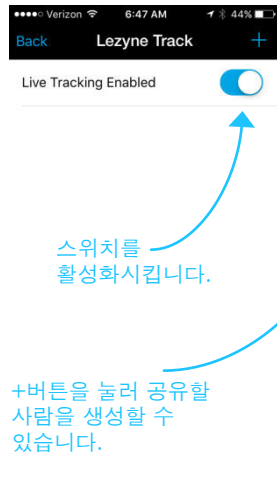 Verizon 6:47 AM 44%
Back Lezyne Track +
Live Tracking Enabled
스위치를
활성화시킵니다.
+버튼을 눌러 공유할
사람을 생성할 수
있습니다.